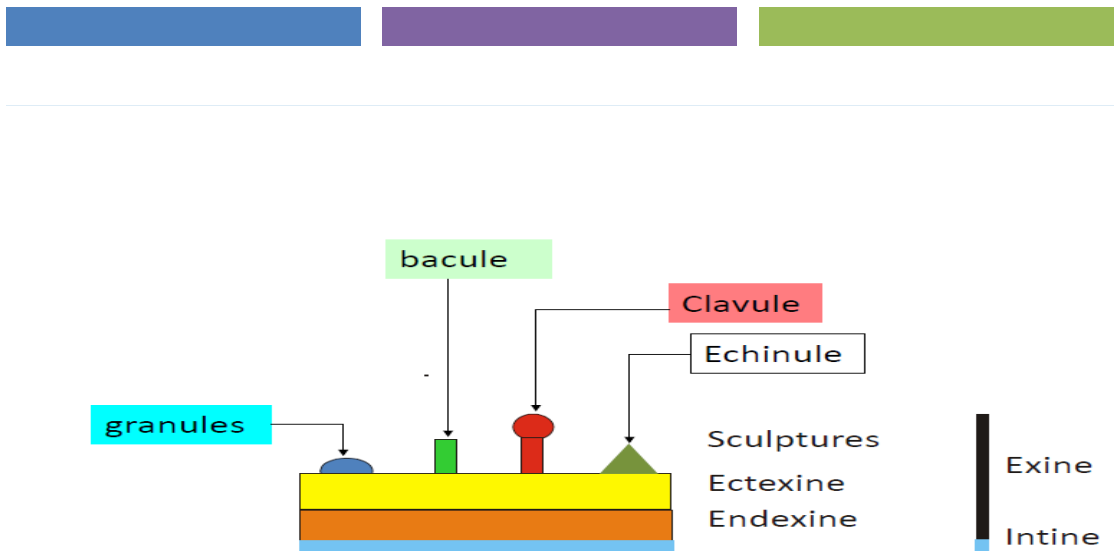 bacule
Clavule
Echinule
-
granules
Sculptures
Exine
Ectexine
Endexine
Intine